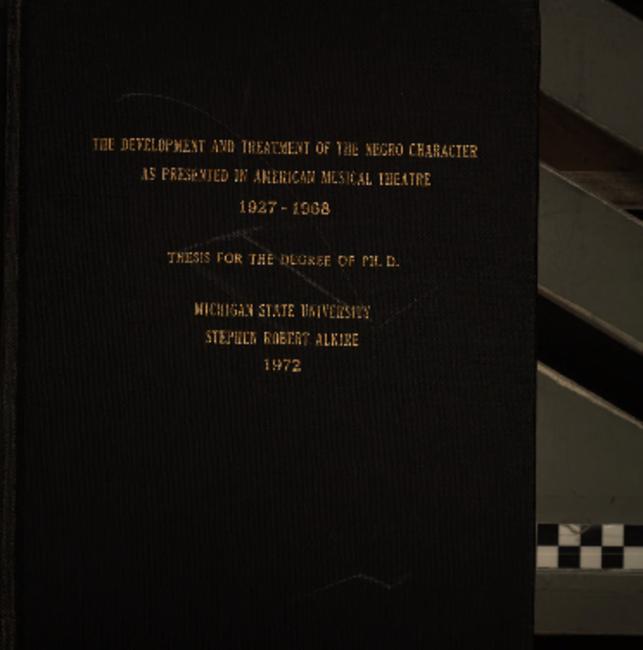 THE DEVELOPMENT AND TREATMENT OF THE NEGRO CHARACTER
AS PRESENTED IN AMERICAN MUSICAL THEATRE
1927 - 1968
THESIS FOR THE DEGREE OF PH. D.
MICHIGAN STATE UNIVERSITY
STEPHEN ROBERT ALKIRE
1972